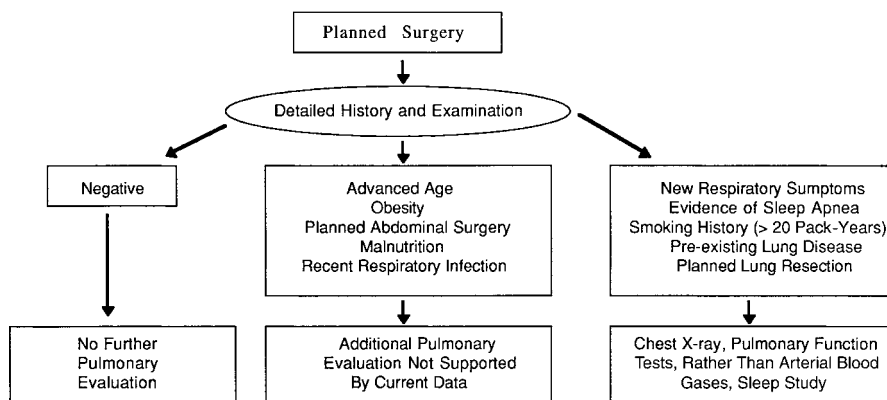 Planned Surgery
Detailed History and Examination
Negative
Advanced Age
Obesity
Planned Abdominal Surgery
Malnutrition
Recent Respiratory Infection
New Respiratory Symptoms
Evidence of Sleep Apnea
Smoking History (> 20 Pack-Years)
Pre-existing Lung Disease
Planned Lung Resection
No Further
Pulmonary
Evaluation
Additional Pulmonary
Evaluation Not Supported
By Current Data
Chest X-ray, Pulmonary Function
Tests, Rather Than Arterial Blood
Gases, Sleep Study